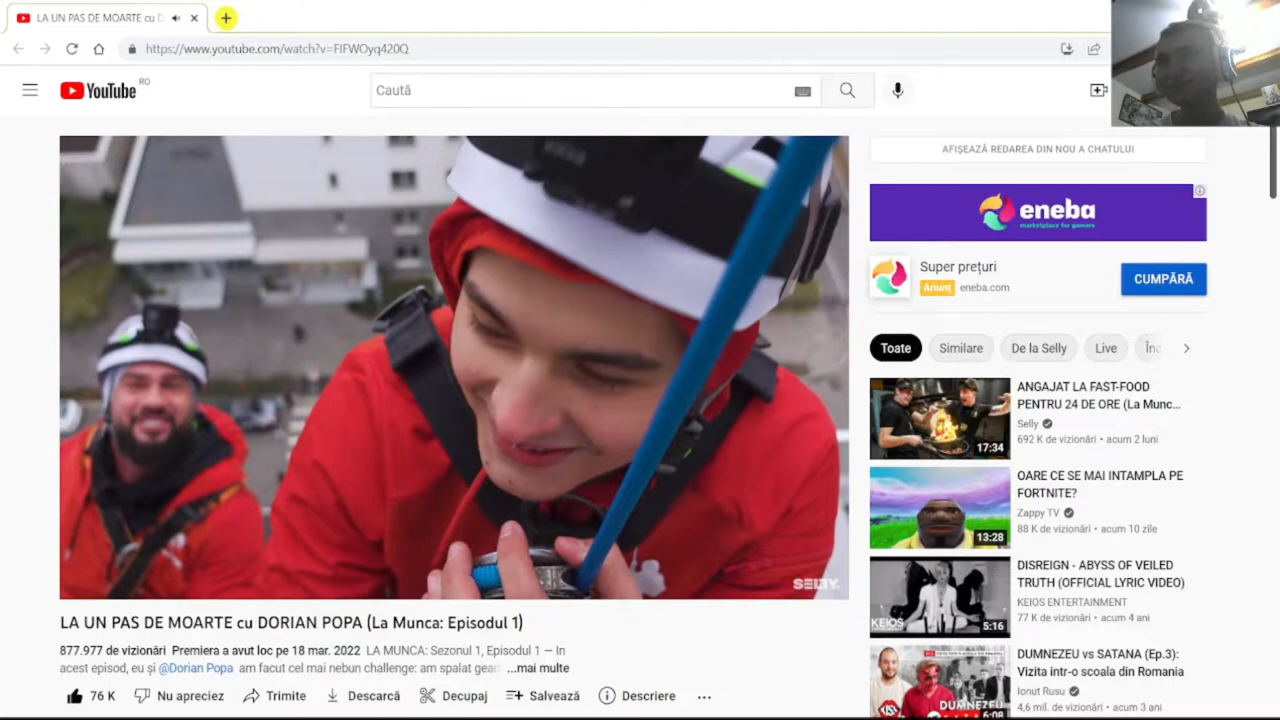 LA UN PAS DE MOARTE cu D
https://www.youtube.com/watch?v=FIFWOyq420Q
YouTube RO
Caută
SELLY.
LA UN PAS DE MOARTE cu DORIAN POPA (La Munca: Episodul 1)
877.977 de vizionări Premiera a avut loc pe 18 mar. 2022 LA MUNCA: Sezonul 1, Episodul 1 — In
acest episod, eu și @Dorian Popa am facut cel mai nebun challenge: am spalat geam ...mai multe
76 K Nu apreciez Trimite Descarcă Decupaj Salvează Descriere
AFIȘEAZĂ REDAREA DIN NOU A CHATULUI
eneba
marketplace for gamers
Super prețuri
Anunț eneba.com
CUMPĂRĂ
Toate Similare De la Selly Live Înc
17:34
ANGAJAT LA FAST-FOOD
PENTRU 24 DE ORE (La Munc...
Selly
692 K de vizionări • acum 2 luni
13:28
OARE CE SE MAI INTAMPLA PE
FORTNITE?
Zappy TV
88 K de vizionări • acum 10 zile
KEIOS
5:16
DISREIGN - ABYSS OF VEILED
TRUTH (OFFICIAL LYRIC VIDEO)
KEIOS ENTERTAINMENT
77 K de vizionări • acum 4 ani
DUMNEZEU
6:08
DUMNEZEU vs SATANA (Ep.3):
Vizita intr-o scoala din Romania
Ionut Rusu
4,6 mil. de vizionări • acum 3 ani